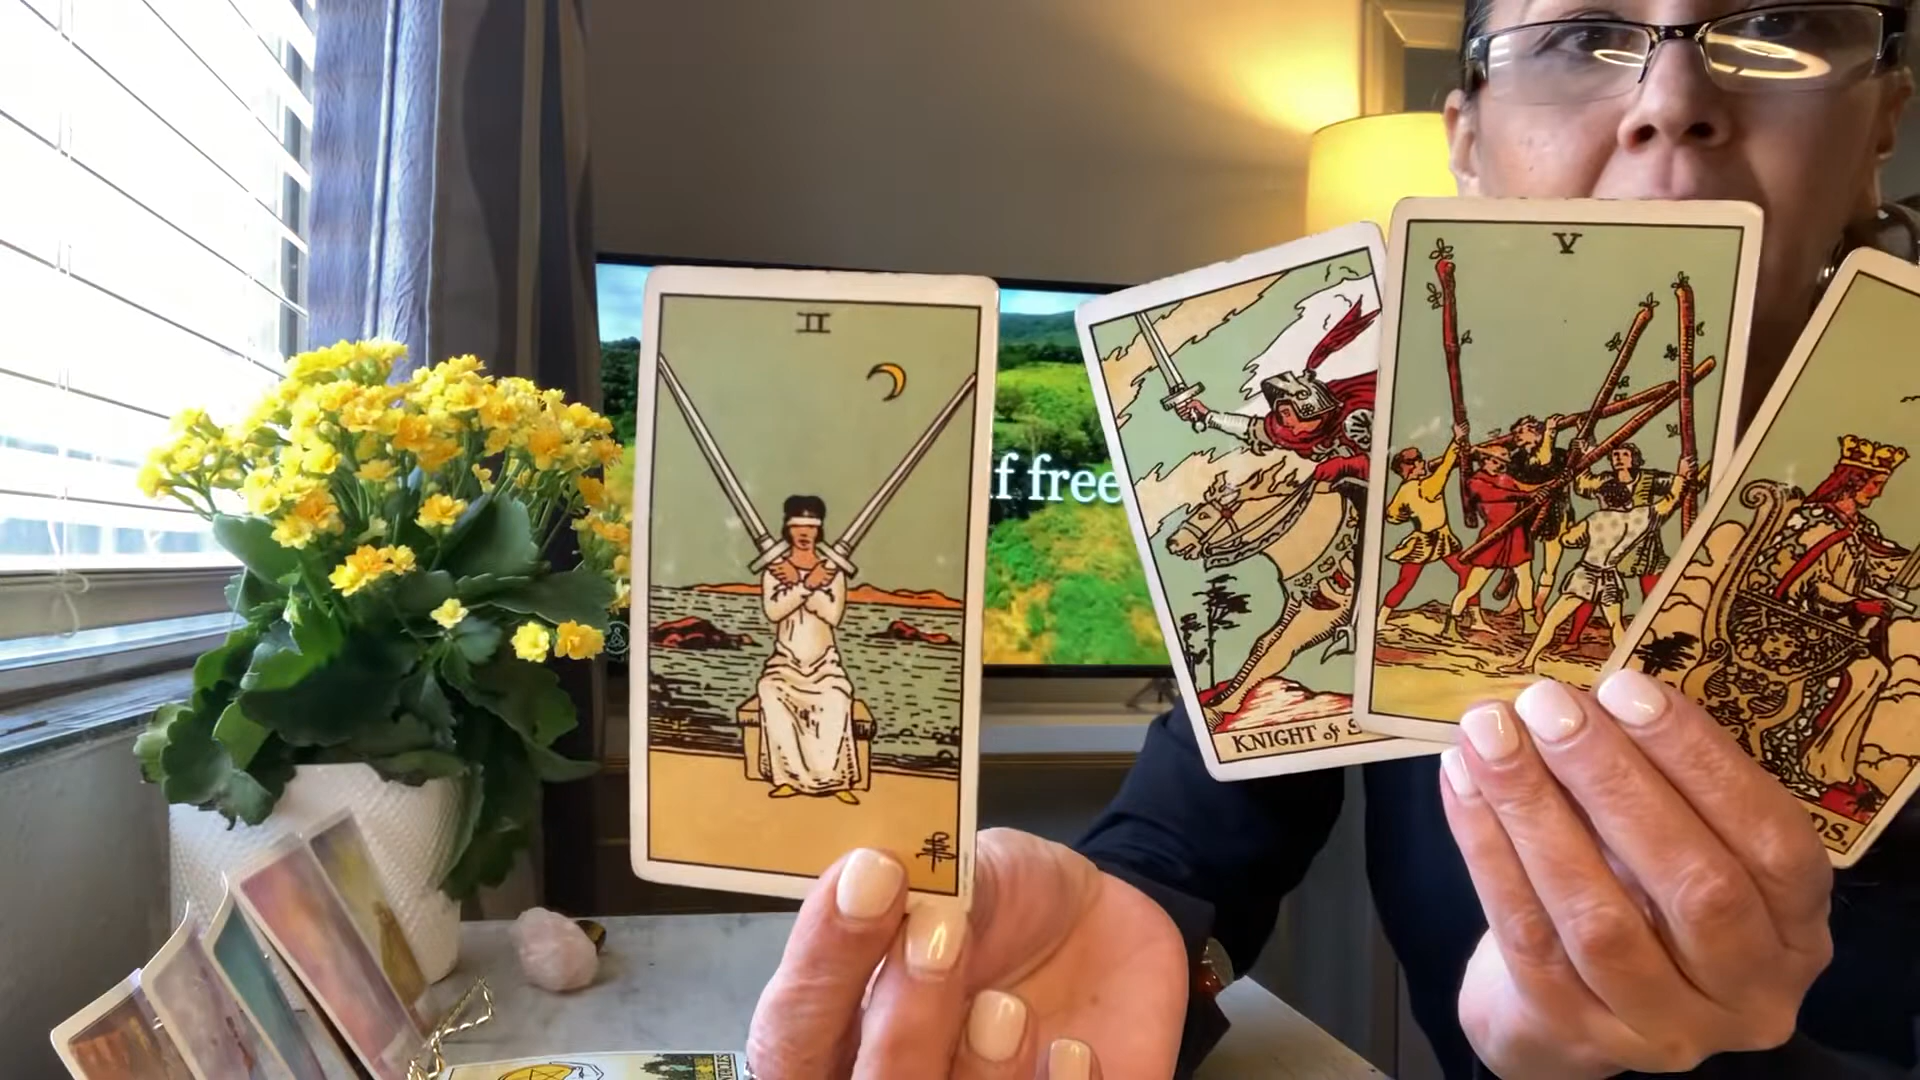 II
V
f free
KNIGHT of S
DS.